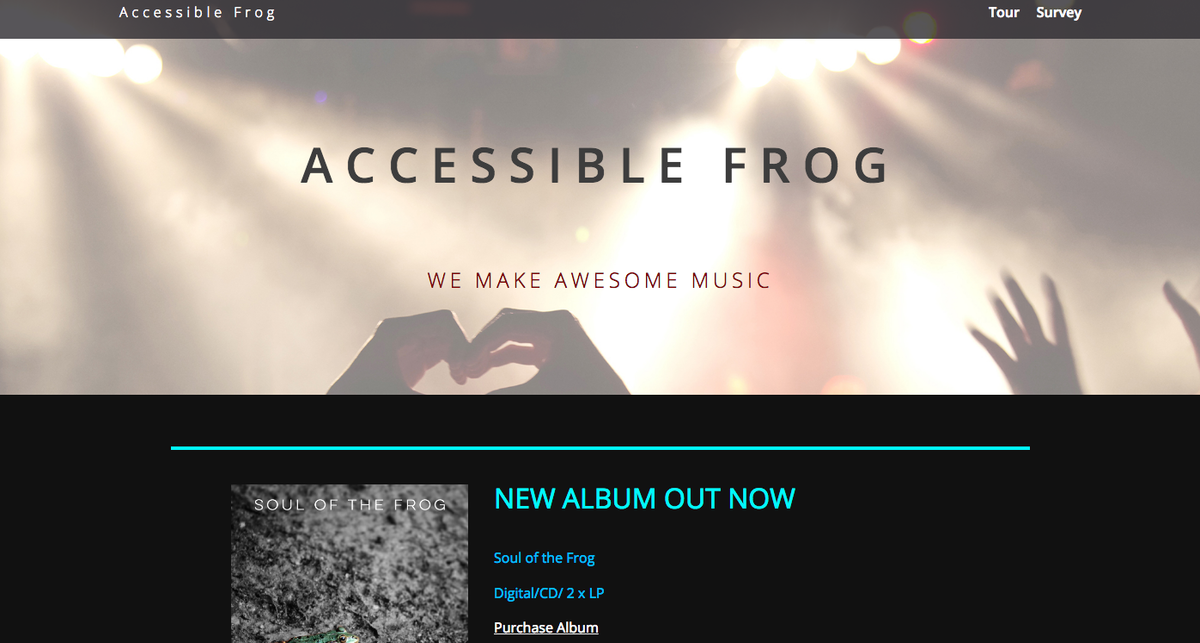 Accessible Frog
Tour Survey
ACCESSIBLE FROG
WE MAKE AWESOME MUSIC
SOUL OF THE FROG
NEW ALBUM OUT NOW
Soul of the Frog
Digital/CD/ 2 x LP
Purchase Album